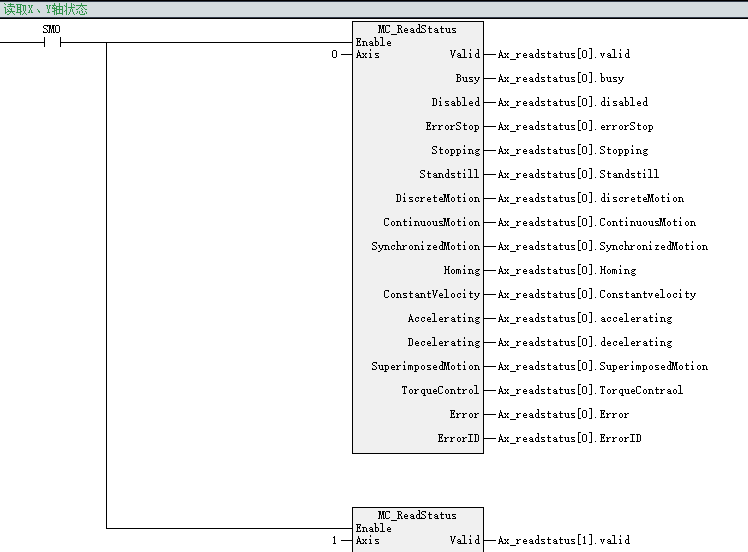 读取X、Y轴状态
SM0
MC_ReadStatus
Enable
0 Axis Valid Ax_readstatus[0].valid
Busy Ax_readstatus[0].busy
Disabled Ax_readstatus[0].disabled
ErrorStop Ax_readstatus[0].errorStop
Stopping Ax_readstatus[0].Stopping
Standstill Ax_readstatus[0].Standstill
DiscreteMotion Ax_readstatus[0].discreteMotion
ContinuousMotion Ax_readstatus[0].ContinuousMotion
SynchronizedMotion Ax_readstatus[0].SynchronizedMotion
Homing Ax_readstatus[0].Homing
ConstantVelocity Ax_readstatus[0].Constantvelocity
Accelerating Ax_readstatus[0].accelerating
Decelerating Ax_readstatus[0].decelerating
SuperimposedMotion Ax_readstatus[0].SuperimposedMotion
TorqueControl Ax_readstatus[0].TorqueContraol
Error Ax_readstatus[0].Error
ErrorID Ax_readstatus[0].ErrorID
MC_ReadStatus
Enable
1 Axis Valid Ax_readstatus[1].valid